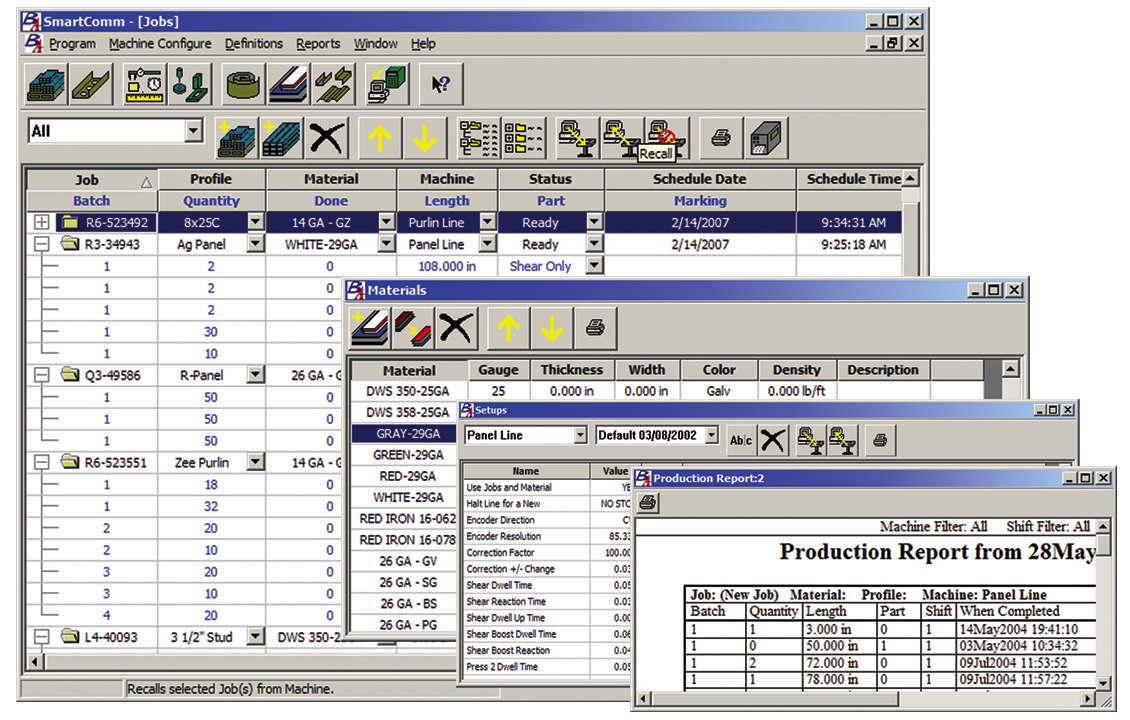 SmartComm - [Jobs]
Program Machine Configure Definitions Reports Window Help
All
Recall
Job Profile Material Machine Status Schedule Date Schedule Time
Batch Quantity Done Length Part Marking
R6-523492 8x25C 14 GA - GZ Purlin Line Ready 2/14/2007 9:34:31 AM
R3-34943 Ag Panel WHITE-29GA Panel Line Ready 2/14/2007 9:25:18 AM
1 2 0 108.000 in Shear Only
1 2 0
1 2 0
1 30 0
1 10 0
Q3-49586 R-Panel 26 GA -
1 50 0
1 50 0
1 50 0
R6-523551 Zee Purlin 14 GA -
1 18 0
1 32 0
2 20 0
2 10 0
3 20 0
3 10 0
4 20 0
L4-40093 3 1/2" Stud DWS 350-2
Recalls selected Job(s) from Machine.
Materials
Material Gauge Thickness Width Color Density Description
DWS 350-25GA 25 0.000 in 0.000 in Galv 0.000 lb/ft
DWS 358-25GA
GRAY-29GA
GREEN-29GA
RED-29GA
WHITE-29GA
RED IRON 16-062
RED IRON 16-078
26 GA - GV
26 GA - SG
26 GA - BS
26 GA - PG
Setups
Panel Line Default 03/08/2002 Ab|c
Name Value
Use Jobs and Material YE
Halt Line for a New NO STO
Encoder Direction
Encoder Resolution 85.33
Correction Factor 100.00
Correction +/- Change 0.03
Shear Dwell Time 0.05
Shear Reaction Time 0.03
Shear Dwell Up Time 0.00
Shear Boost Dwell Time 0.06
Shear Boost Reaction 0.04
Press 2 Dwell Time 0.05
Production Report:2
Machine Filter: All Shift Filter: All
Production Report from 28May
Job: (New Job) Material: Profile: Machine: Panel Line
Batch Quantity Length Part Shift When Completed
1 1 3.000 in 0 1 14May2004 19:41:10
1 0 50.000 in 1 1 03May2004 10:34:32
1 2 72.000 in 0 1 09Jul2004 11:53:52
1 1 78.000 in 0 1 09Jul2004 11:57:22